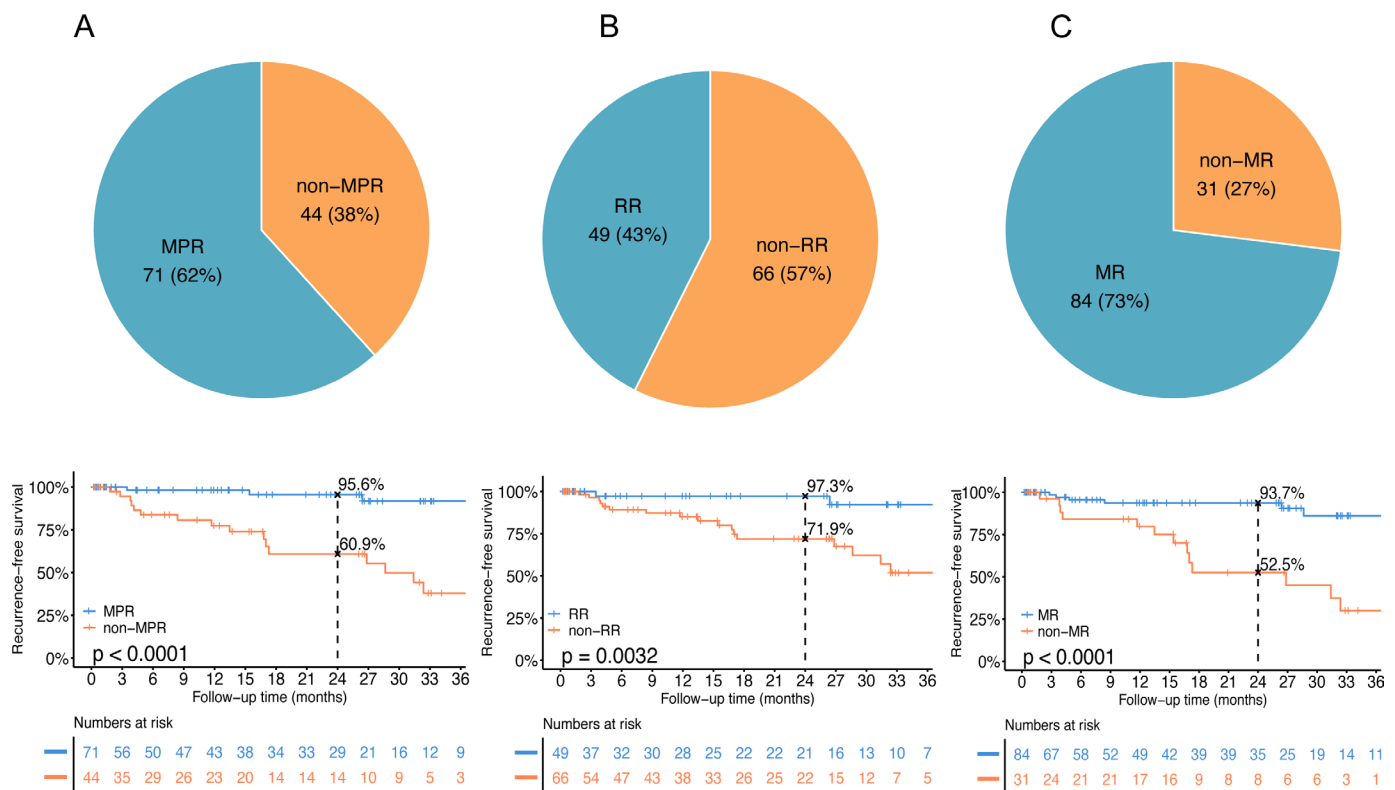 A
B
C
non−MPR
44 (38%)
MPR
71 (62%)
RR
49 (43%)
non−RR
66 (57%)
non−MR
31 (27%)
MR
84 (73%)
Recurrence−free survival
100%
75%
50%
25%
0%
95.6%
60.9%
MPR
non−MPR
p < 0.0001
0 3 6 9 12 15 18 21 24 27 30 33 36
Follow−up time (months)
Numbers at risk
71 56 50 47 43 38 34 33 29 21 16 12 9
44 35 29 26 23 20 14 14 14 10 9 5 3
Recurrence−free survival
100%
75%
50%
25%
0%
97.3%
71.9%
RR
non−RR
p = 0.0032
0 3 6 9 12 15 18 21 24 27 30 33 36
Follow−up time (months)
Numbers at risk
49 37 32 30 28 25 22 22 21 16 13 10 7
66 54 47 43 38 33 26 25 22 15 12 7 5
Recurrence−free survival
100%
75%
50%
25%
0%
93.7%
52.5%
MR
non−MR
p < 0.0001
0 3 6 9 12 15 18 21 24 27 30 33 36
Follow−up time (months)
Numbers at risk
84 67 58 52 49 42 39 39 35 25 19 14 11
31 24 21 21 17 16 9 8 8 6 6 3 1